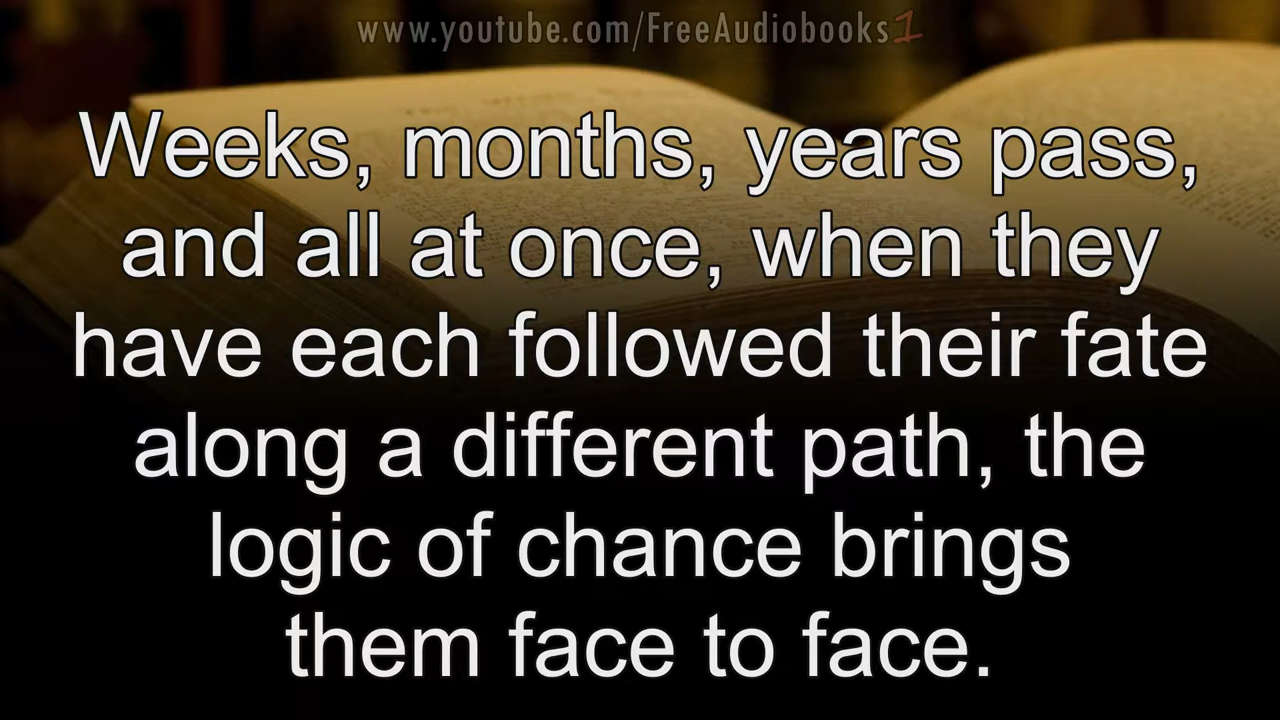 www.youtube.com/FreeAudiobooks1
Weeks, months, years pass,
and all at once, when they
have each followed their fate
along a different path, the
logic of chance brings
them face to face.